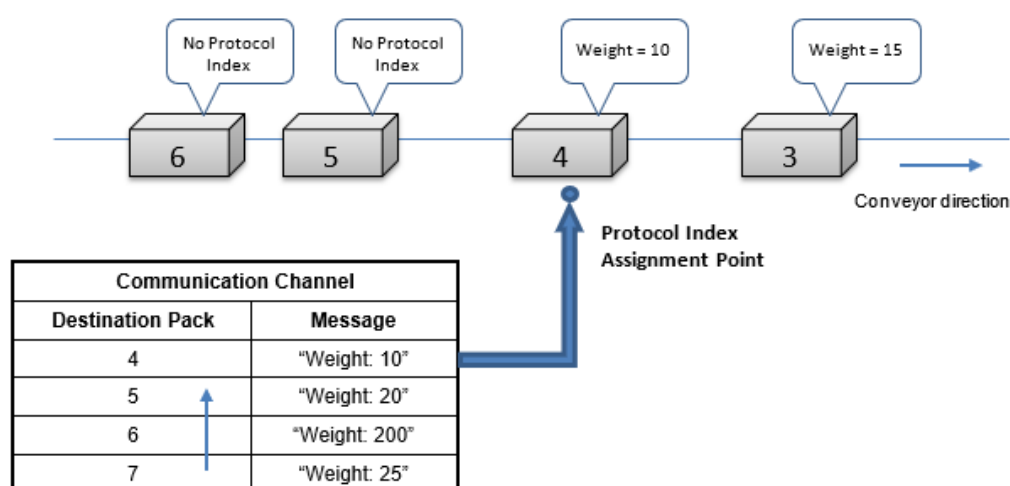 No Protocol
Index
No Protocol
Index
Weight = 10
Weight = 15
6
5
4
3
Conveyor direction
Protocol Index
Assignment Point
Communication Channel
Destination Pack Message
4 “Weight: 10”
5 “Weight: 20”
6 “Weight: 200”
7 “Weight: 25”